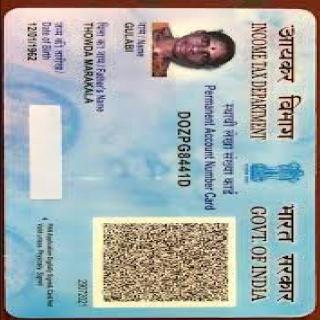 आयकर विभाग
INCOME TAX DEPARTMENT
भारत सरकार
GOVT. OF INDIA
स्थायी लेखा संख्या कार्ड
Permanent Account Number Card
DOZPG8441D
नाम / Name
GULABI
पिता का नाम / Father's Name
THONDA MARAKALA
जन्म की तारीख /
Date of Birth
12/01/1962